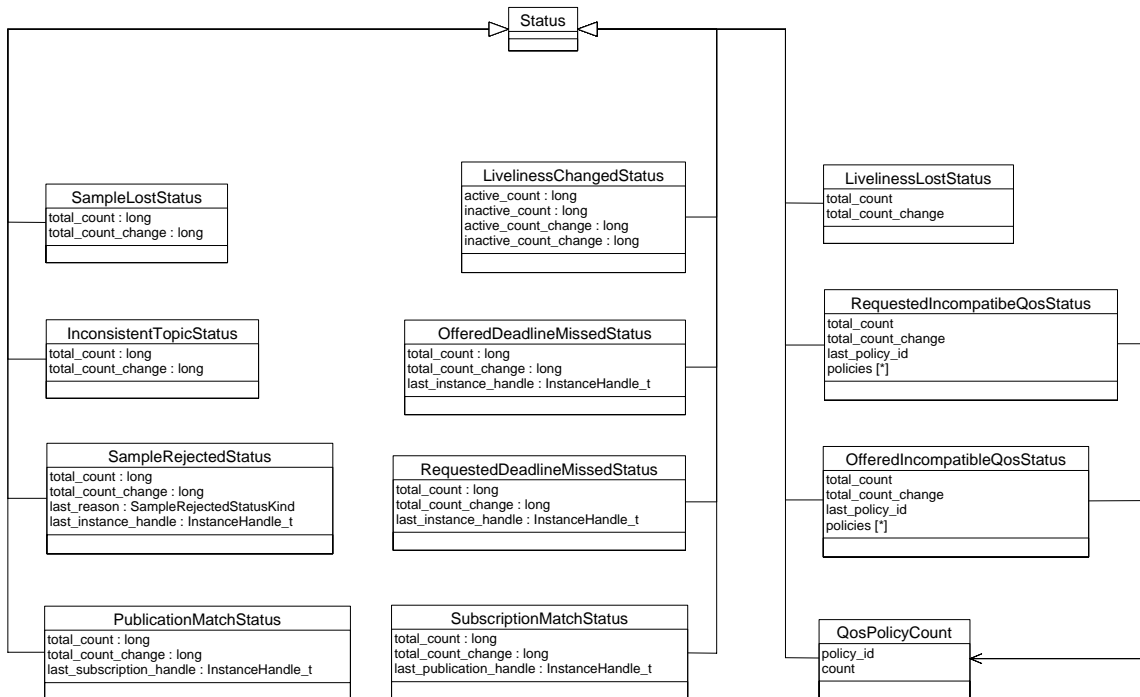 Status
SampleLostStatus
total_count : long
total_count_change : long
LivelinessChangedStatus
active_count : long
inactive_count : long
active_count_change : long
inactive_count_change : long
LivelinessLostStatus
total_count
total_count_change
InconsistentTopicStatus
total_count : long
total_count_change : long
OfferedDeadlineMissedStatus
total_count : long
total_count_change : long
last_instance_handle : InstanceHandle_t
RequestedIncompatibeQosStatus
total_count
total_count_change
last_policy_id
policies [*]
SampleRejectedStatus
total_count : long
total_count_change : long
last_reason : SampleRejectedStatusKind
last_instance_handle : InstanceHandle_t
RequestedDeadlineMissedStatus
total_count : long
total_count_change : long
last_instance_handle : InstanceHandle_t
OfferedIncompatibleQosStatus
total_count
total_count_change
last_policy_id
policies [*]
PublicationMatchStatus
total_count : long
total_count_change : long
last_subscription_handle : InstanceHandle_t
SubscriptionMatchStatus
total_count : long
total_count_change : long
last_publication_handle : InstanceHandle_t
QosPolicyCount
policy_id
count